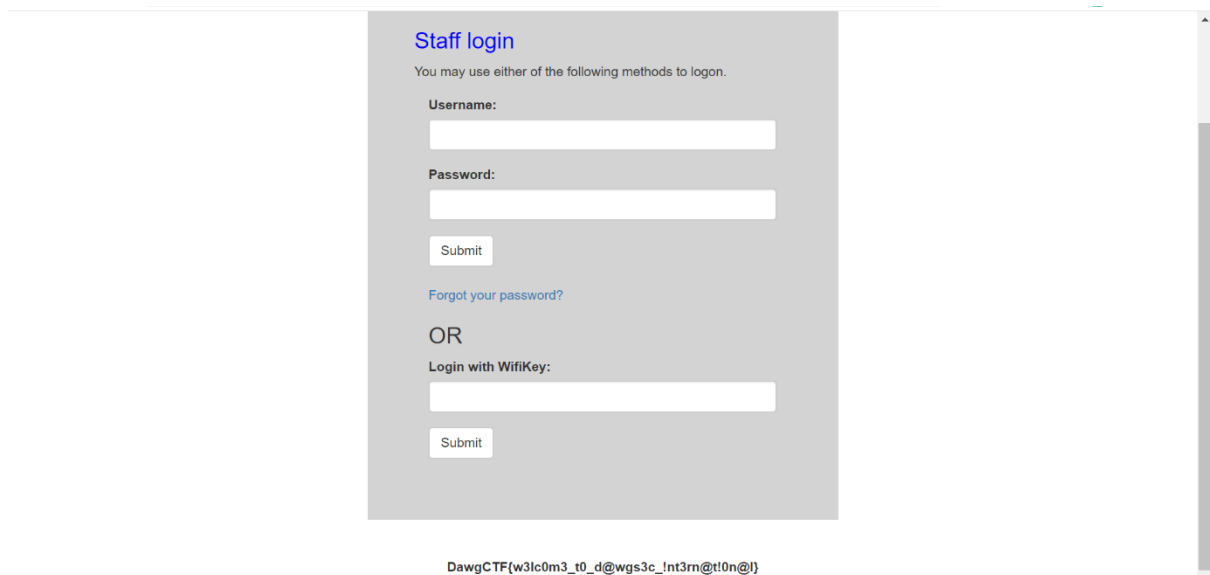 Staff login
You may use either of the following methods to logon.
Username:
Password:
Submit
Forgot your password?
OR
Login with WifiKey:
Submit
DawgCTF{w3lc0m3_t0_d@wgs3c_!nt3rn@t!0n@l}